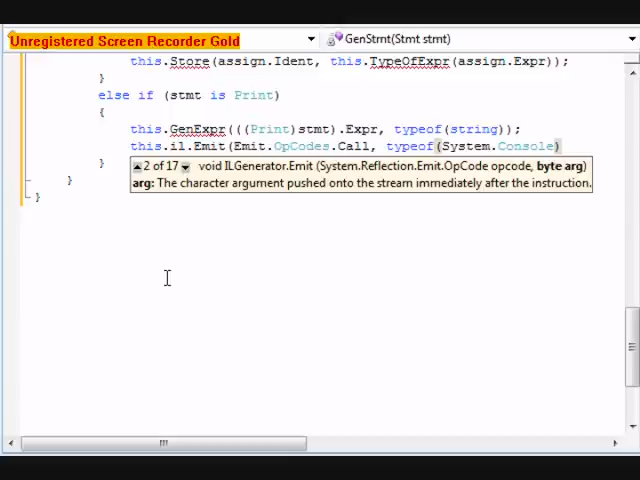 Unregistered Screen Recorder Gold
GenStmt(Stmt stmt)
this.Store(assign.Ident, this.TypeOfExpr(assign.Expr));
}
else if (stmt is Print)
{
this.GenExpr(((Print)stmt).Expr, typeof(string));
this.il.Emit(Emit.OpCodes.Call, typeof(System.Console)
}
2 of 17 void ILGenerator.Emit (System.Reflection.Emit.OpCode opcode, byte arg)
arg: The character argument pushed onto the stream immediately after the instruction.
}
}